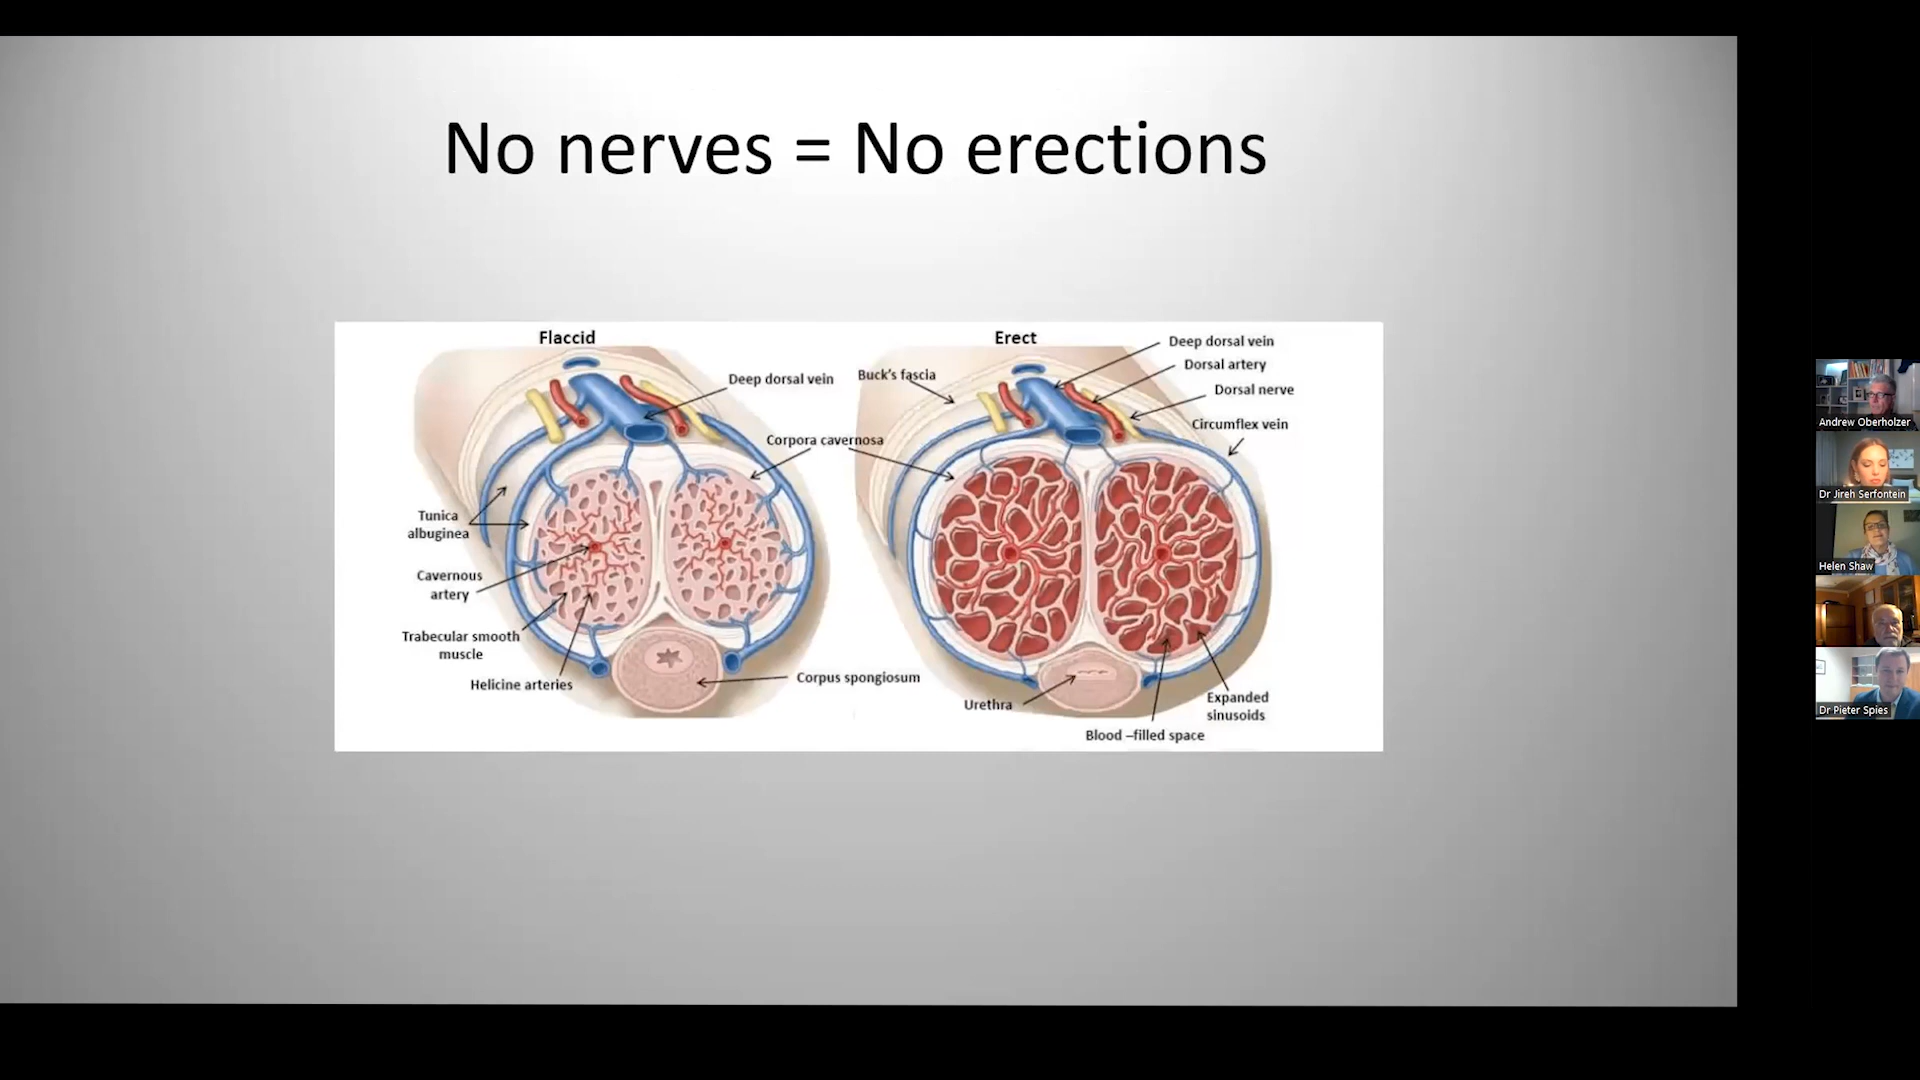 No nerves = No erections
Flaccid
Erect
Deep dorsal vein
Dorsal artery
Dorsal nerve
Circumflex vein
Buck's fascia
Deep dorsal vein
Corpora cavernosa
Tunica
albuginea
Cavernous
artery
Trabecular smooth
muscle
Helicine arteries
Corpus spongiosum
Urethra
Expanded
sinusoids
Blood –filled space
Andrew Oberholzer
Dr Jireh Serfontein
Helen Shaw
Dr Pieter Spies